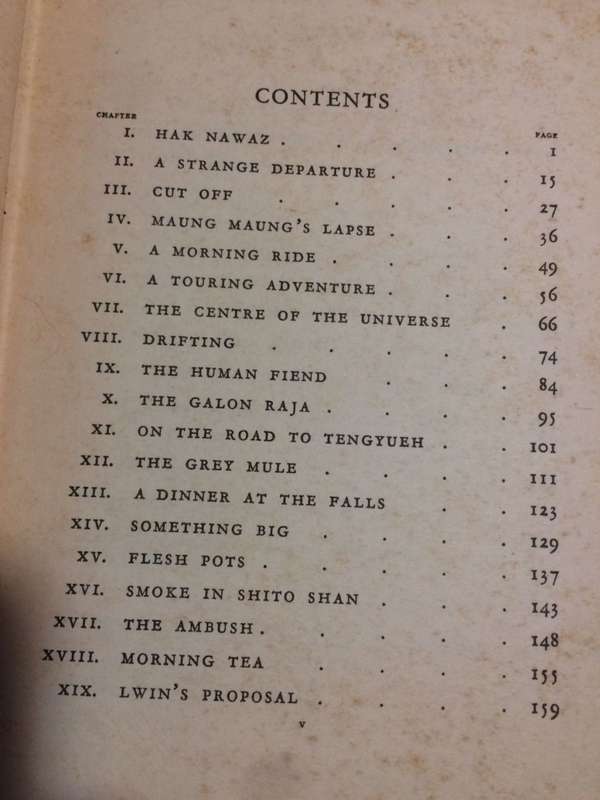 CONTENTS
CHAPTER PAGE
I. HAK NAWAZ . . . . . 1
II. A STRANGE DEPARTURE . . . 15
III. CUT OFF . . . . . 27
IV. MAUNG MAUNG'S LAPSE . . . 36
V. A MORNING RIDE . . . . 49
VI. A TOURING ADVENTURE . . . 56
VII. THE CENTRE OF THE UNIVERSE . 66
VIII. DRIFTING . . . . . 74
IX. THE HUMAN FIEND . . . 84
X. THE GALON RAJA . . . . 95
XI. ON THE ROAD TO TENGYUEH . . 101
XII. THE GREY MULE . . . . 111
XIII. A DINNER AT THE FALLS . . 123
XIV. SOMETHING BIG . . . . 129
XV. FLESH POTS . . . . . 137
XVI. SMOKE IN SHITO SHAN . . . 143
XVII. THE AMBUSH . . . . . 148
XVIII. MORNING TEA . . . . 155
XIX. LWIN'S PROPOSAL . . . . 159
v